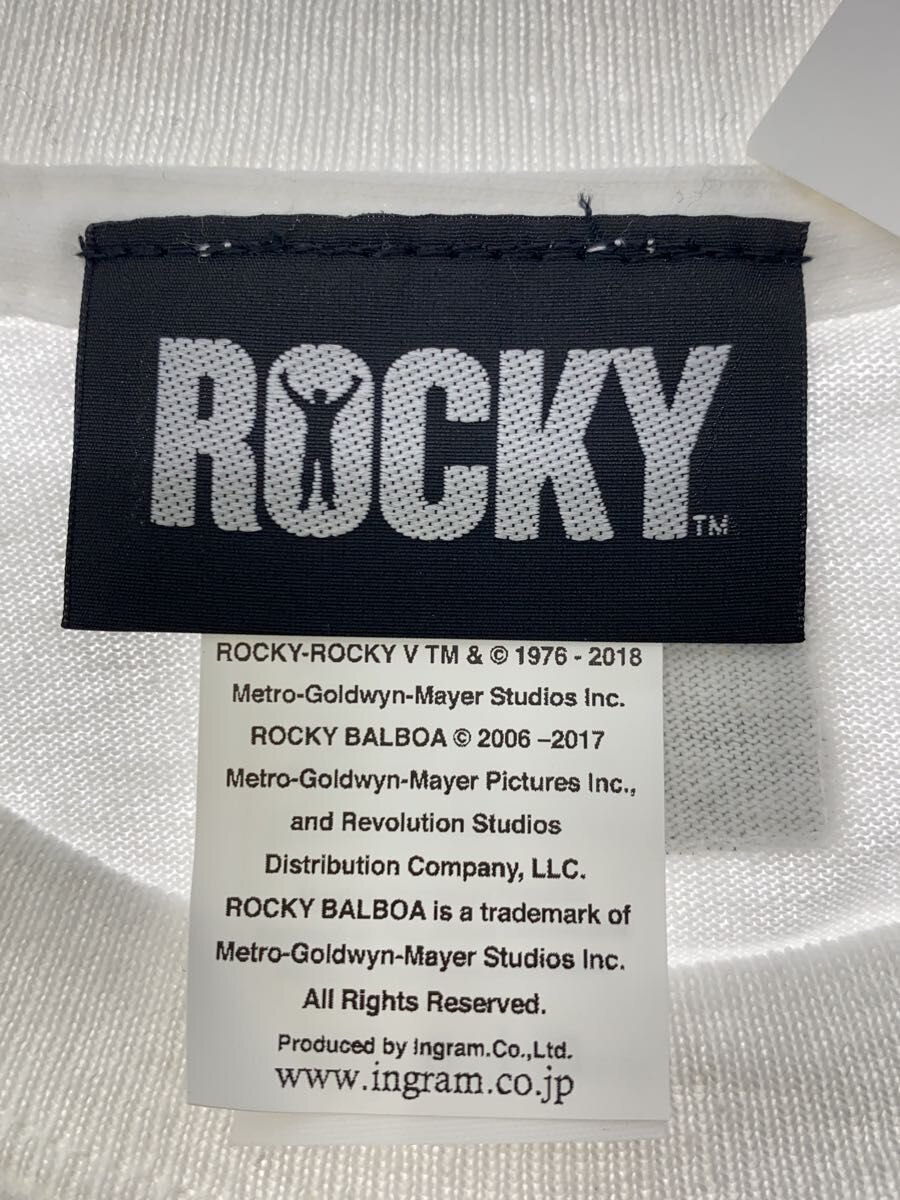 ROCKY TM
ROCKY-ROCKY V TM & © 1976 - 2018
Metro-Goldwyn-Mayer Studios Inc.
ROCKY BALBOA © 2006 –2017
Metro-Goldwyn-Mayer Pictures Inc.,
and Revolution Studios
Distribution Company, LLC.
ROCKY BALBOA is a trademark of
Metro-Goldwyn-Mayer Studios Inc.
All Rights Reserved.
Produced by Ingram.Co.,Ltd.
www.ingram.co.jp